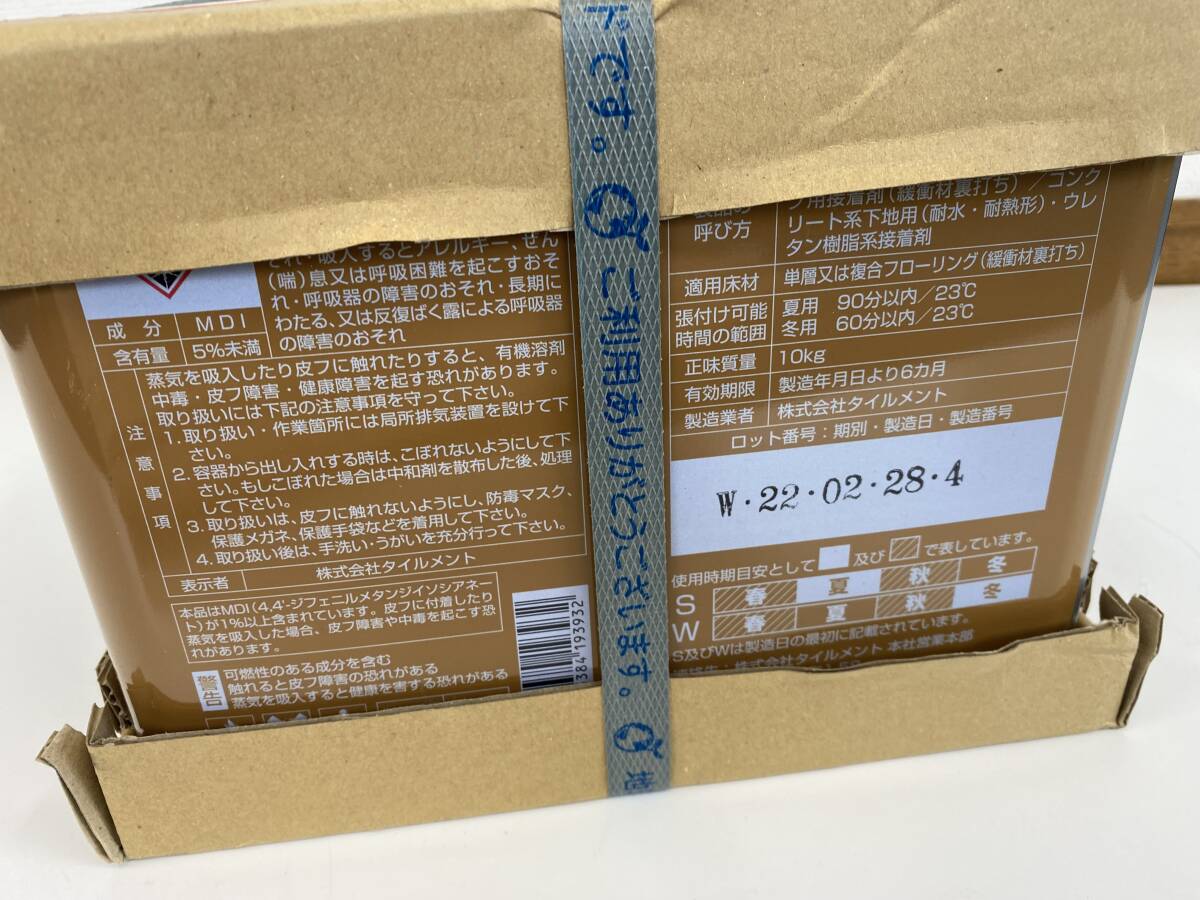 ドです。
ご利用ありがとうございます。
地
され・吸入するとアレルギー、ぜん
(喘)息又は呼吸困難を起こすおそ
れ・呼吸器の障害のおそれ・長期に
わたる、又は反復ばく露による呼吸器
の障害のおそれ
成分 MDI
含有量 5%未満
注意事項
蒸気を吸入したり皮フに触れたりすると、有機溶剤
中毒・皮フ障害・健康障害を起す恐れがあります。
取り扱いには下記の注意事項を守って下さい。
1. 取り扱い・作業箇所には局所排気装置を設けて下
さい。
2. 容器から出し入れする時は、こぼれないようにして下
さい。もしこぼれた場合は中和剤を散布した後、処理
して下さい。
3. 取り扱いは、皮フに触れないようにし、防毒マスク、
保護メガネ、保護手袋などを着用して下さい。
4. 取り扱い後は、手洗い・うがいを充分行って下さい。
表示者 株式会社タイルメント
本品はMDI(4,4'-ジフェニルメタンジイソシアネー
ト)が1%以上含まれています。皮フに付着したり
蒸気を吸入した場合、皮フ障害や中毒を起こす恐
れがあります。
警告
可燃性のある成分を含む
触れると皮フ障害の恐れがある
蒸気を吸入すると健康を害する恐れがある
384193932
製品の
呼び方
グ用接着剤(緩衝材裏打ち)/コンク
リート系下地用(耐水・耐熱形)・ウレ
タン樹脂系接着剤
適用床材 単層又は複合フローリング(緩衝材裏打ち)
張付け可能
時間の範囲
夏用 90分以内/23℃
冬用 60分以内/23℃
正味質量 10kg
有効期限 製造年月日より6カ月
製造業者 株式会社タイルメント
ロット番号:期別・製造日・製造番号
W・22・02・28・4
使用時期目安として 及び で表しています。
S 春 夏 秋 冬
W 春 夏 秋 冬
S及びWは製造日の最初に記載されています。
株式会社タイルメント 本社営業本部